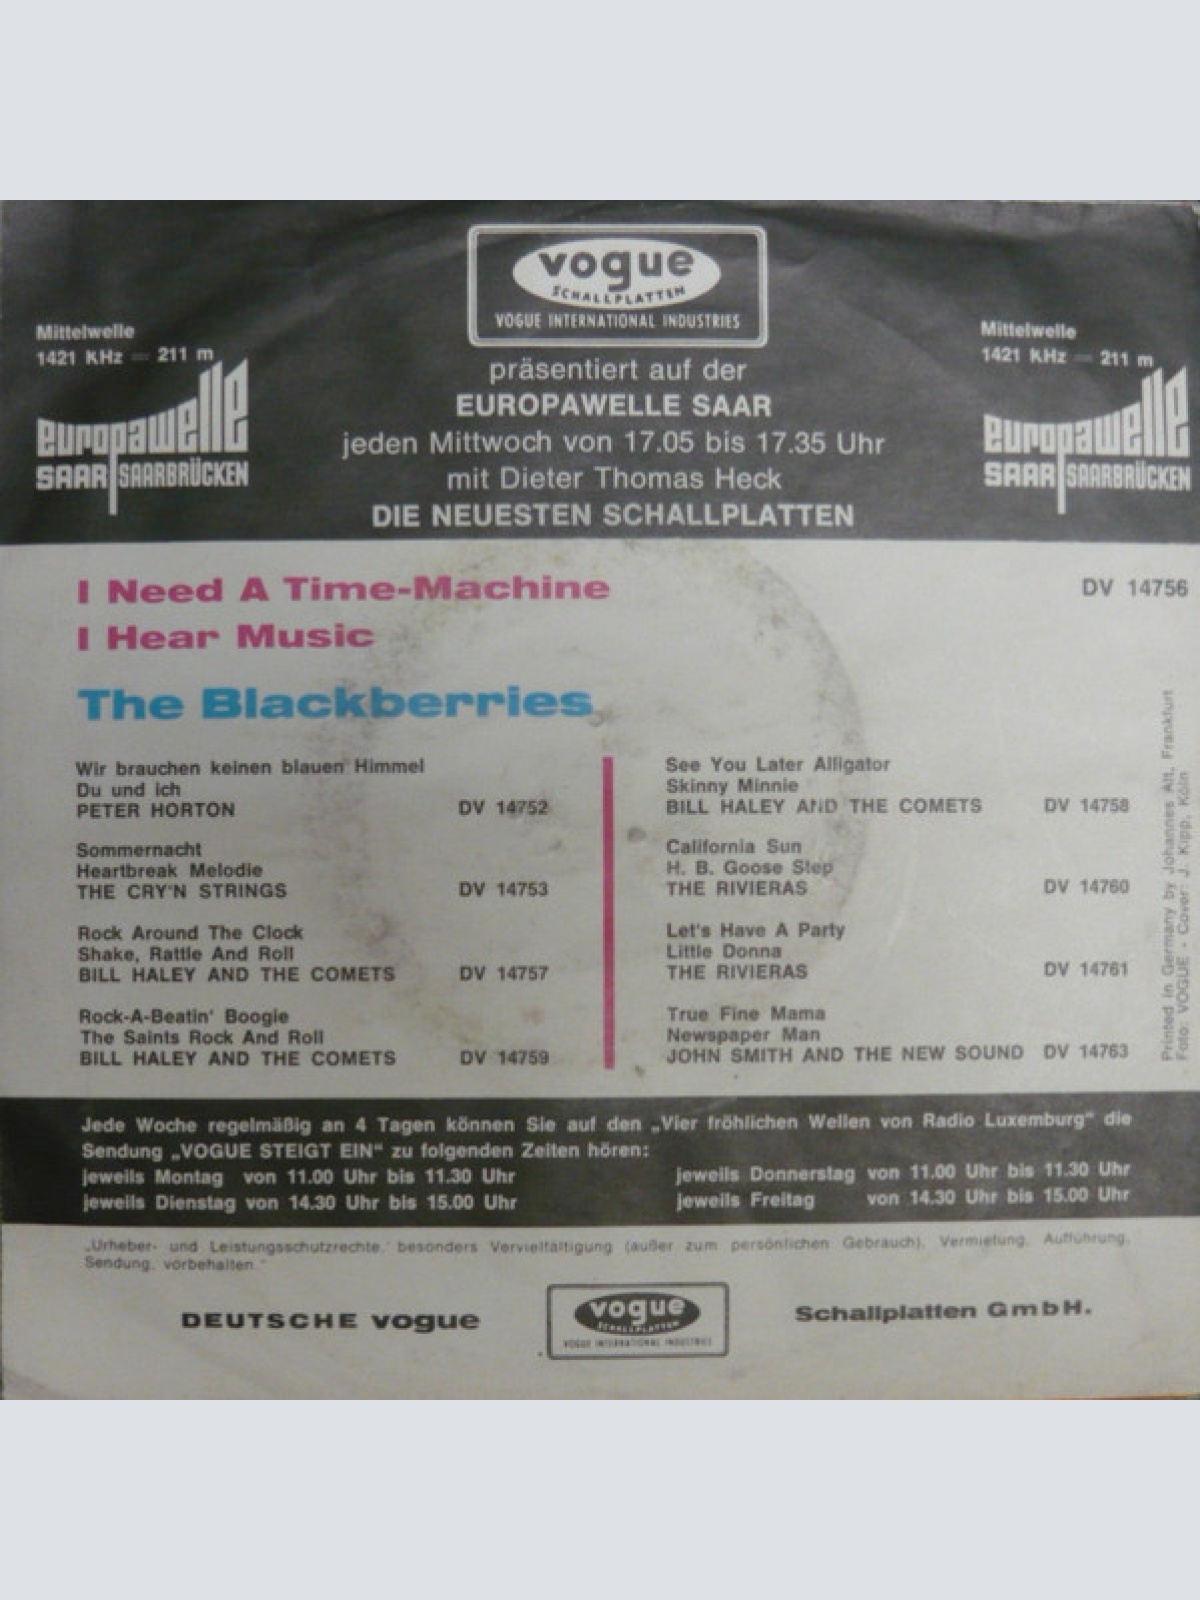 vogue
SCHALLPLATTEN
VOGUE INTERNATIONAL INDUSTRIES
Mittelwelle
1421 KHz — 211 m
europawelle
SAAR SAARBRÜCKEN
präsentiert auf der
EUROPAWELLE SAAR
jeden Mittwoch von 17.05 bis 17.35 Uhr
mit Dieter Thomas Heck
DIE NEUESTEN SCHALLPLATTEN
Mittelwelle
1421 KHz — 211 m
europawelle
SAAR SAARBRÜCKEN
I Need A Time-Machine
I Hear Music
DV 14756
The Blackberries
Wir brauchen keinen blauen Himmel
Du und ich
PETER HORTON DV 14752
Sommernacht
Heartbreak Melodie
THE CRY'N STRINGS DV 14753
Rock Around The Clock
Shake, Rattle And Roll
BILL HALEY AND THE COMETS DV 14757
Rock-A-Beatin' Boogie
The Saints Rock And Roll
BILL HALEY AND THE COMETS DV 14759
See You Later Alligator
Skinny Minnie
BILL HALEY AND THE COMETS DV 14758
California Sun
H. B. Goose Step
THE RIVIERAS DV 14760
Let's Have A Party
Little Donna
THE RIVIERAS DV 14761
True Fine Mama
Newspaper Man
JOHN SMITH AND THE NEW SOUND DV 14763
Printed in Germany by Johannes Alt, Frankfurt
Foto: VOGUE - Cover: J. Kipp, Köln
Jede Woche regelmäßig an 4 Tagen können Sie auf den „Vier fröhlichen Wellen von Radio Luxemburg“ die
Sendung „VOGUE STEIGT EIN“ zu folgenden Zeiten hören:
jeweils Montag von 11.00 Uhr bis 11.30 Uhr
jeweils Dienstag von 14.30 Uhr bis 15.00 Uhr
jeweils Donnerstag von 11.00 Uhr bis 11.30 Uhr
jeweils Freitag von 14.30 Uhr bis 15.00 Uhr
„Urheber- und Leistungsschutzrechte, besonders Vervielfältigung (außer zum persönlichen Gebrauch), Vermietung, Aufführung,
Sendung, vorbehalten.“
DEUTSCHE vogue
vogue
SCHALLPLATTEN
VOGUE INTERNATIONAL INDUSTRIES
Schallplatten GmbH.